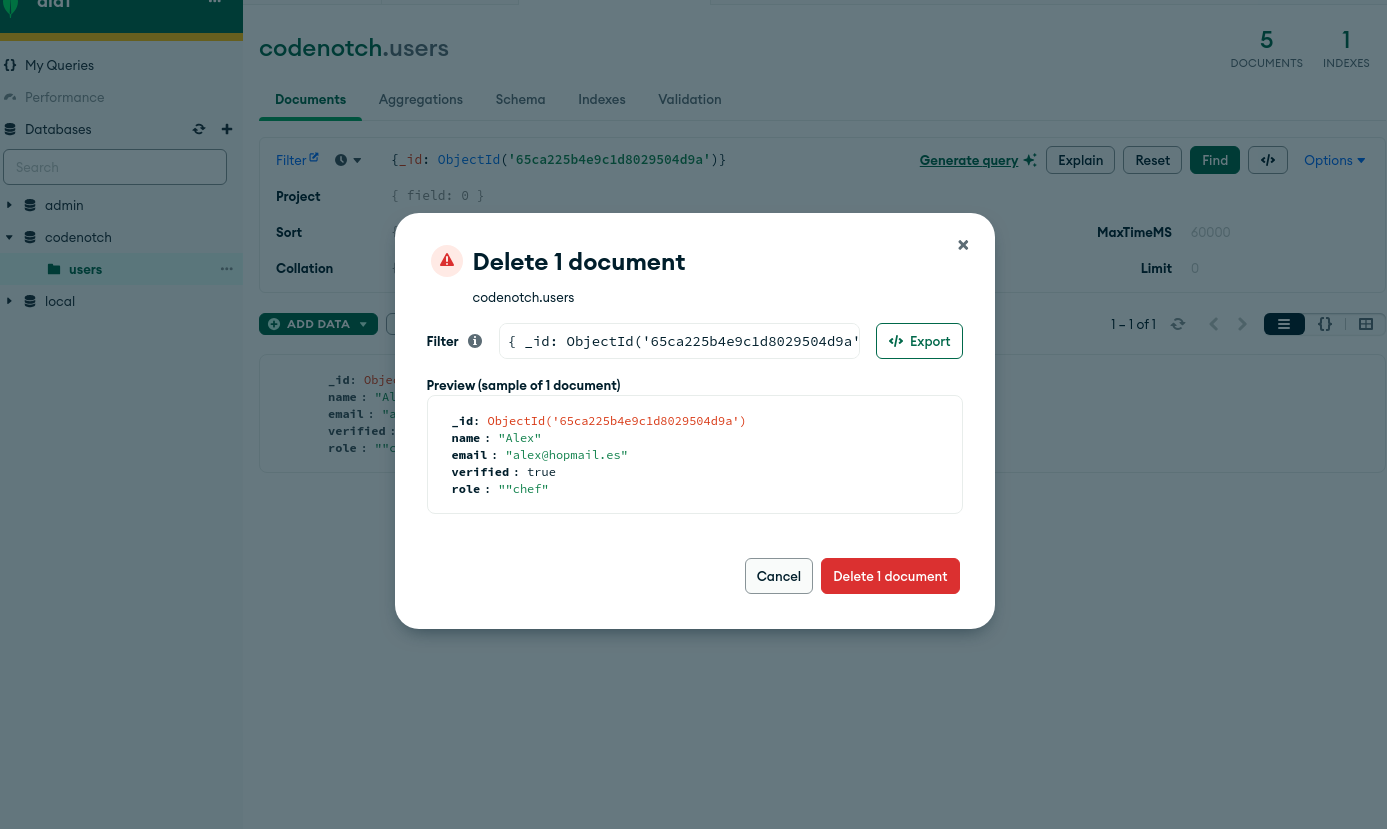 dia1
...
My Queries
Performance
Databases
Search
admin
codenotch
users
...
local
codenotch.users
5
DOCUMENTS
1
INDEXES
Documents
Aggregations
Schema
Indexes
Validation
Filter
{_id: ObjectId('65ca225b4e9c1d8029504d9a')}
Generate query
Explain
Reset
Find
</>
Options
Project
{ field: 0 }
Sort
MaxTimeMS
60000
Collation
Limit
0
ADD DATA
1 – 1 of 1
{}
_id: Obje
name : "Al
email : "a
verified :
role : ""c
Delete 1 document
codenotch.users
Filter
{ _id: ObjectId('65ca225b4e9c1d8029504d9a'
</> Export
Preview (sample of 1 document)
_id: ObjectId('65ca225b4e9c1d8029504d9a')
name : "Alex"
email : "alex@hopmail.es"
verified : true
role : ""chef"
Cancel
Delete 1 document